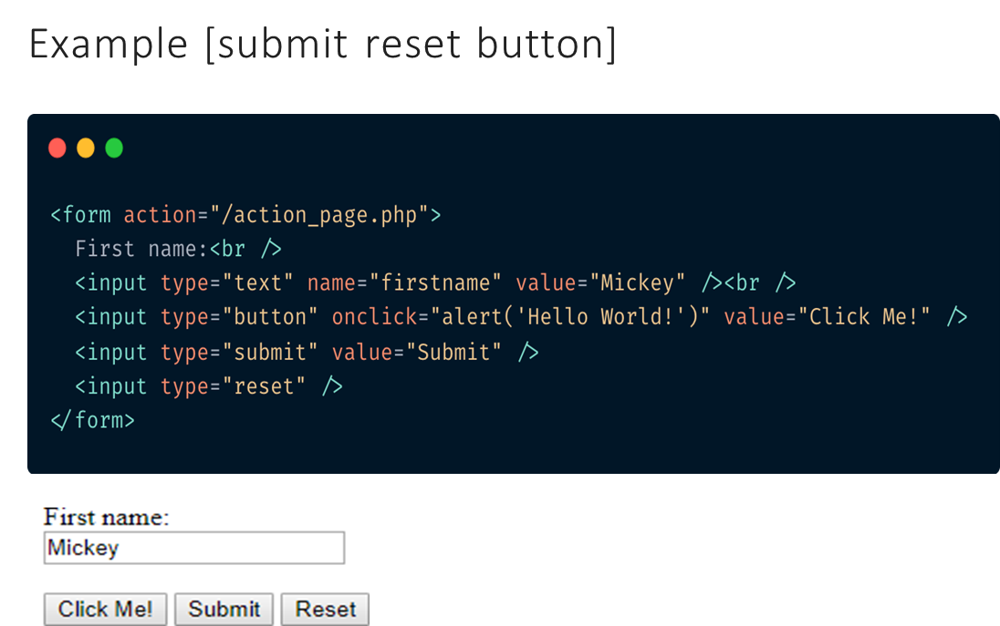 Example [submit reset button]
<form action="/action_page.php">
First name:<br />
<input type="text" name="firstname" value="Mickey" /><br />
<input type="button" onclick="alert('Hello World!')" value="Click Me!" />
<input type="submit" value="Submit" />
<input type="reset" />
</form>
First name:
Mickey
Click Me! Submit Reset